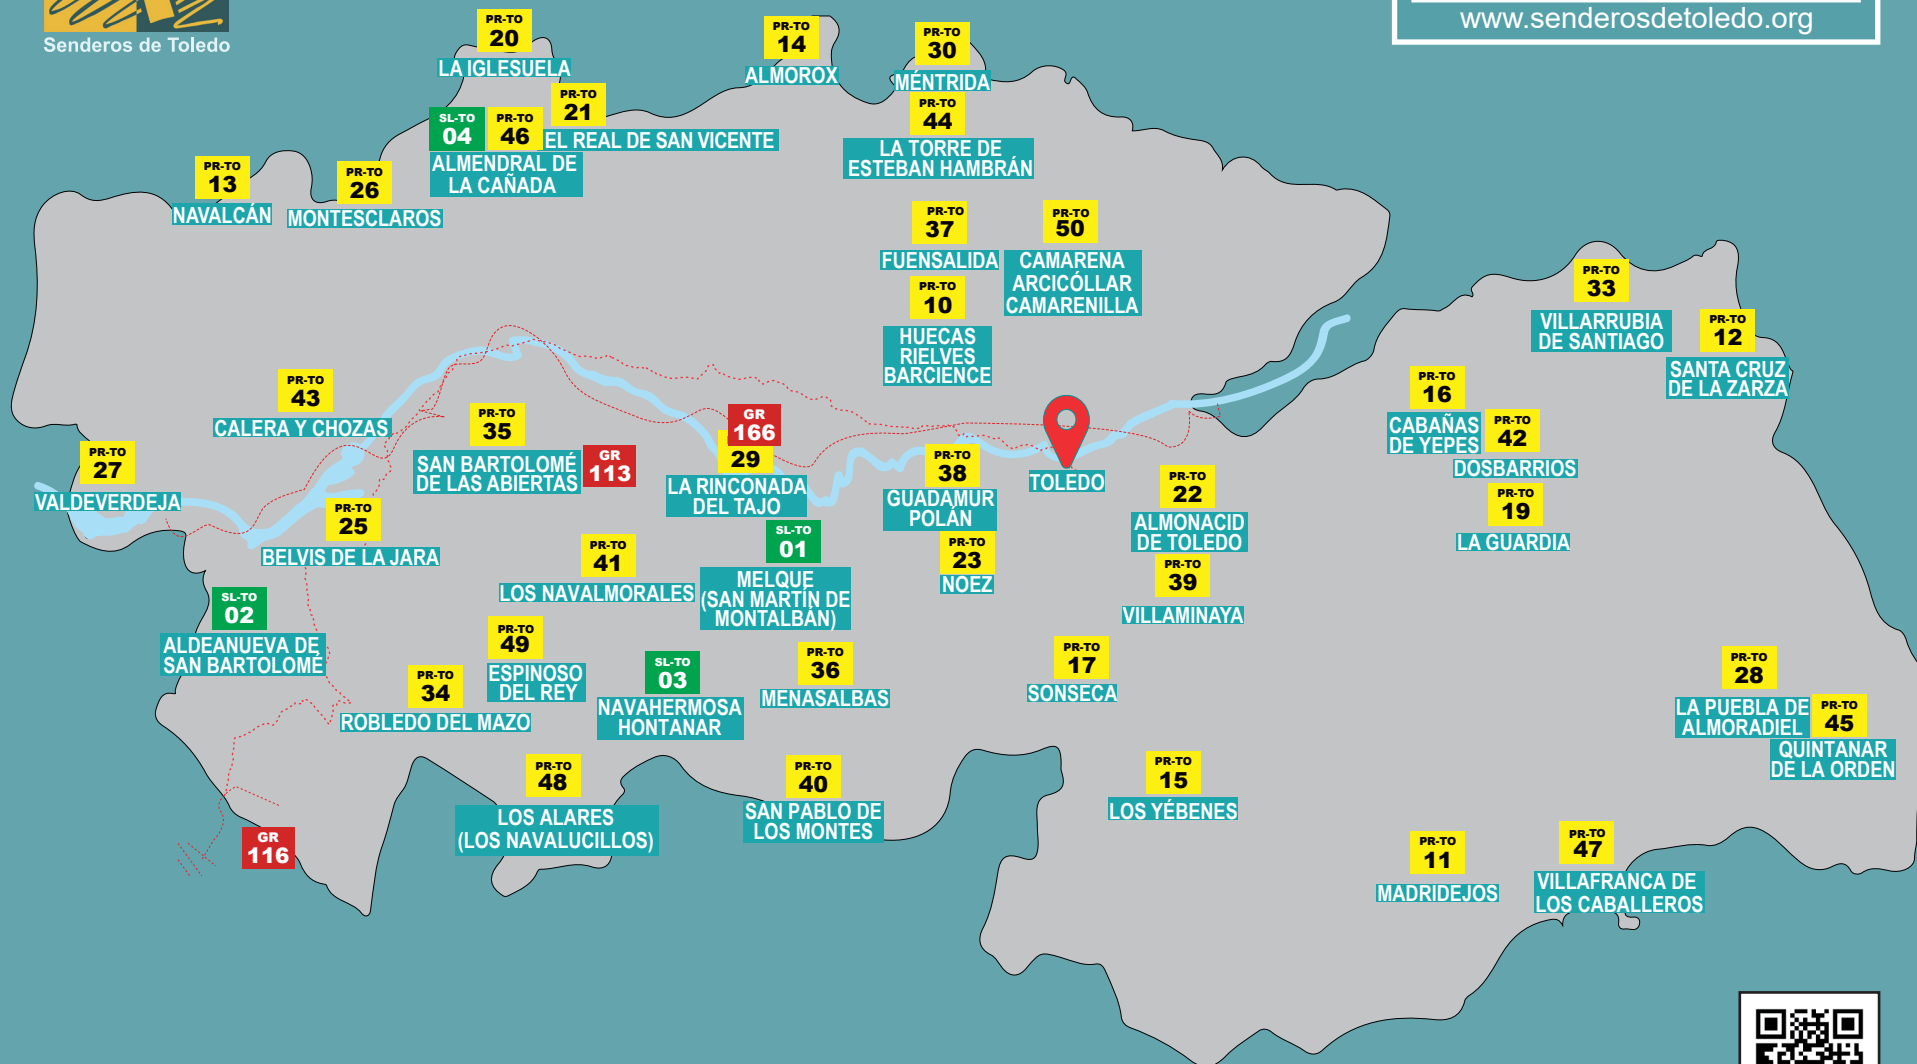 Senderos de Toledo
www.senderosdetoledo.org
PR-TO
20
LA IGLESUELA
PR-TO
14
ALMOROX
PR-TO
30
MÉNTRIDA
PR-TO
21
EL REAL DE SAN VICENTE
SL-TO
04
PR-TO
46
ALMENDRAL DE
LA CAÑADA
PR-TO
44
LA TORRE DE
ESTEBAN HAMBRÁN
PR-TO
13
NAVALCÁN
PR-TO
26
MONTESCLAROS
PR-TO
37
FUENSALIDA
PR-TO
50
CAMARENA
ARCICÓLLAR
CAMARENILLA
PR-TO
10
HUECAS
RIELVES
BARCIENCE
PR-TO
33
VILLARRUBIA
DE SANTIAGO
PR-TO
12
SANTA CRUZ
DE LA ZARZA
PR-TO
43
CALERA Y CHOZAS
PR-TO
35
SAN BARTOLOMÉ
DE LAS ABIERTAS
GR
113
GR
166
29
LA RINCONADA
DEL TAJO
PR-TO
38
GUADAMUR
POLÁN
TOLEDO
PR-TO
16
CABAÑAS
DE YEPES
PR-TO
42
DOSBARRIOS
PR-TO
27
VALDEVERDEJA
PR-TO
22
ALMONACID
DE TOLEDO
PR-TO
19
LA GUARDIA
PR-TO
25
BELVIS DE LA JARA
PR-TO
41
LOS NAVALMORALES
SL-TO
01
MELQUE
(SAN MARTÍN DE
MONTALBÁN)
PR-TO
23
NOEZ
PR-TO
39
VILLAMINAYA
SL-TO
02
ALDEANUEVA DE
SAN BARTOLOMÉ
PR-TO
49
ESPINOSO
DEL REY
PR-TO
34
ROBLEDO DEL MAZO
SL-TO
03
NAVAHERMOSA
HONTANAR
PR-TO
36
MENASALBAS
PR-TO
17
SONSECA
PR-TO
28
LA PUEBLA DE
ALMORADIEL
PR-TO
45
QUINTANAR
DE LA ORDEN
PR-TO
48
LOS ALARES
(LOS NAVALUCILLOS)
PR-TO
40
SAN PABLO DE
LOS MONTES
PR-TO
15
LOS YÉBENES
GR
116
PR-TO
11
MADRIDEJOS
PR-TO
47
VILLAFRANCA DE
LOS CABALLEROS